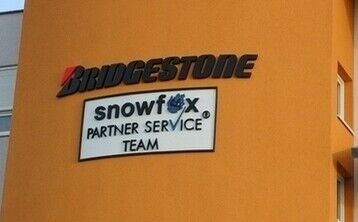 BRIDGESTONE
snowfox®
PARTNER SERVICE
TEAM